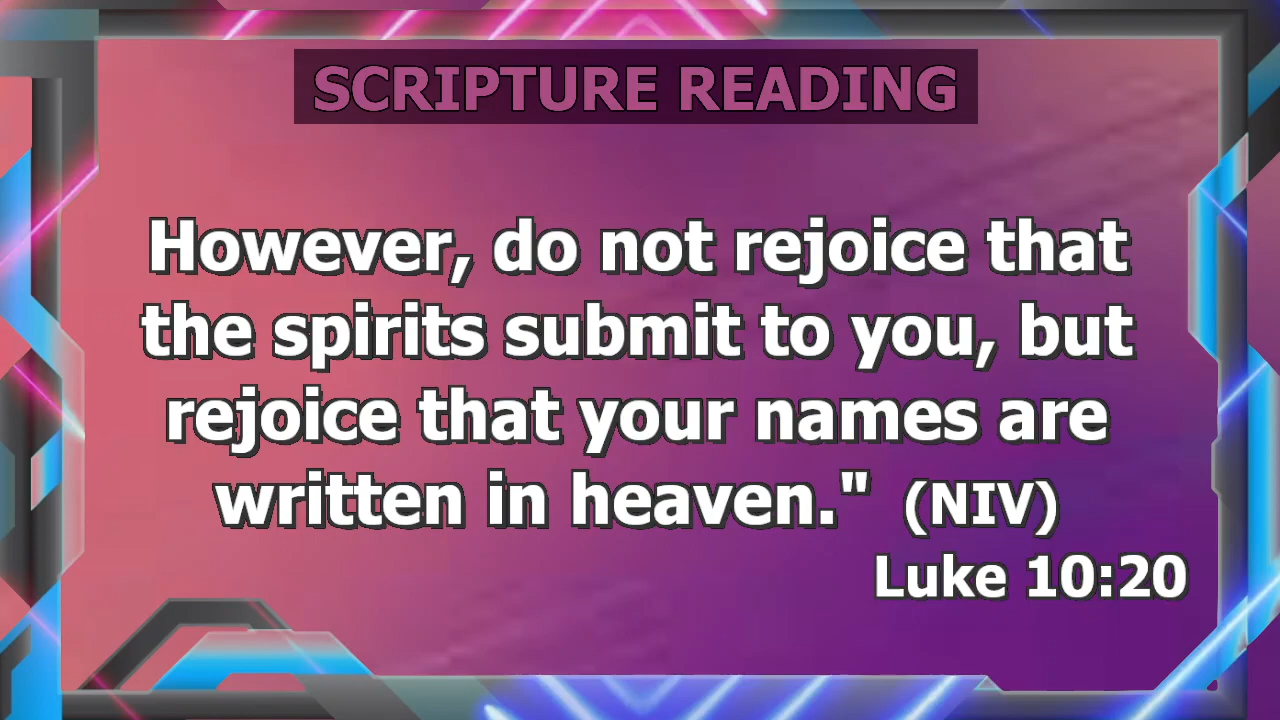 SCRIPTURE READING
However, do not rejoice that
the spirits submit to you, but
rejoice that your names are
written in heaven." (NIV)
Luke 10:20